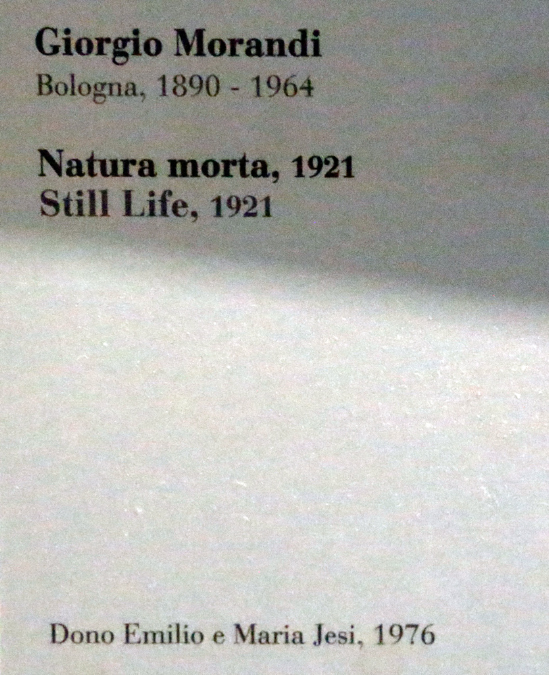 Giorgio Morandi
Bologna, 1890 - 1964
Natura morta, 1921
Still Life, 1921
Dono Emilio e Maria Jesi, 1976